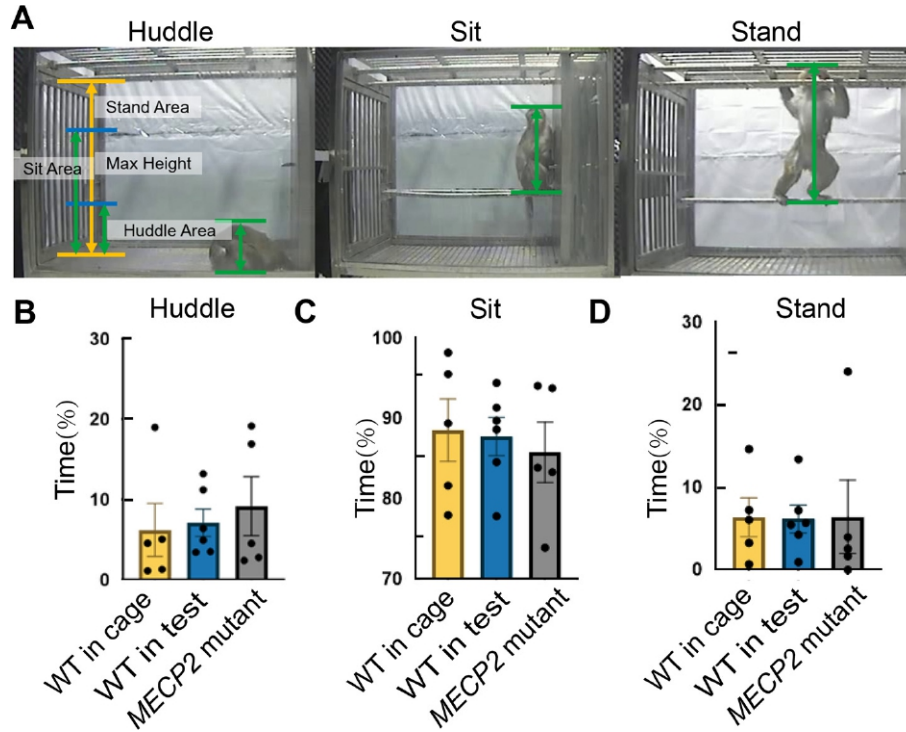 A
Huddle
Sit
Stand
Stand Area
Sit Area
Max Height
Huddle Area
B
Huddle
30
20
10
0
Time(%)
WT in cage
WT in test
MECP2 mutant
C
Sit
100
90
80
70
Time(%)
WT in cage
WT in test
MECP2 mutant
D
Stand
30
20
10
0
Time(%)
WT in cage
WT in test
MECP2 mutant